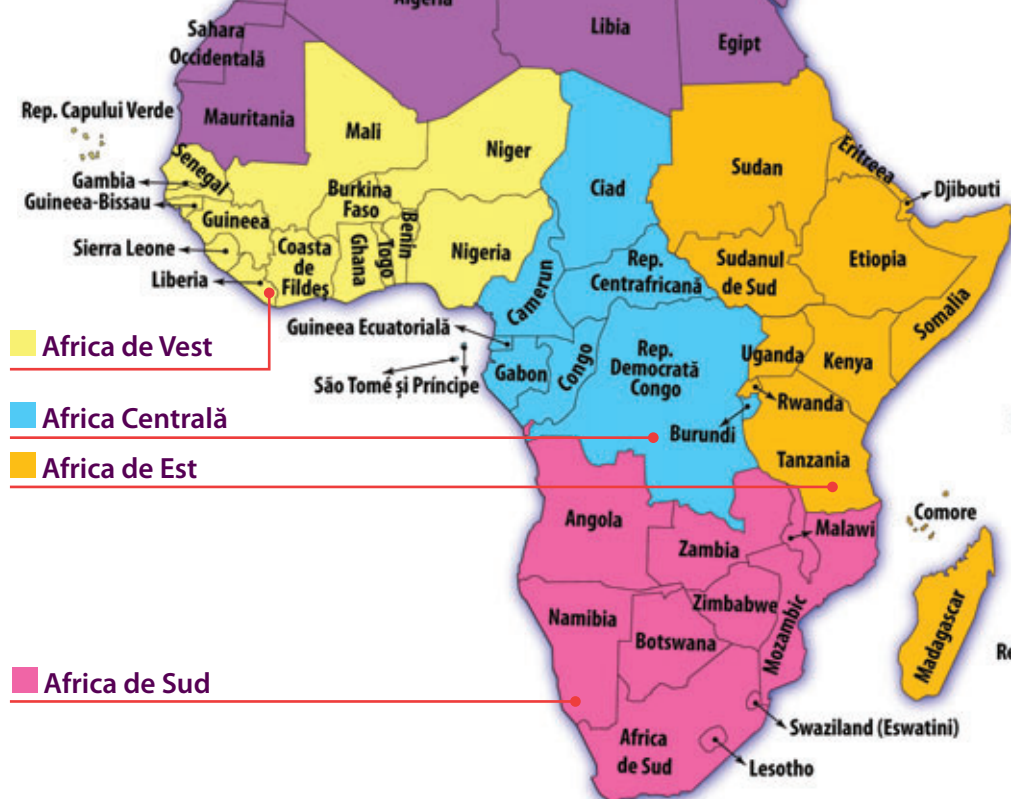 Algeria
Libia
Egipt
Sahara
Occidentală
Rep. Capului Verde
Mauritania
Mali
Niger
Ciad
Sudan
Eritreea
Djibouti
Senegal
Gambia
Guineea-Bissau
Guineea
Burkina
Faso
Benin
Nigeria
Sierra Leone
Coasta
de
Fildeș
Ghana
Togo
Liberia
Camerun
Rep.
Centrafricană
Sudanul
de Sud
Etiopia
Somalia
Guineea Ecuatorială
São Tomé și Príncipe
Gabon
Congo
Rep.
Democrată
Congo
Uganda
Kenya
Rwanda
Burundi
Tanzania
Africa de Vest
Africa Centrală
Africa de Est
Comore
Angola
Zambia
Malawi
Namibia
Zimbabwe
Botswana
Mozambic
Madagascar
Africa de Sud
Swaziland (Eswatini)
Africa
de Sud
Lesotho